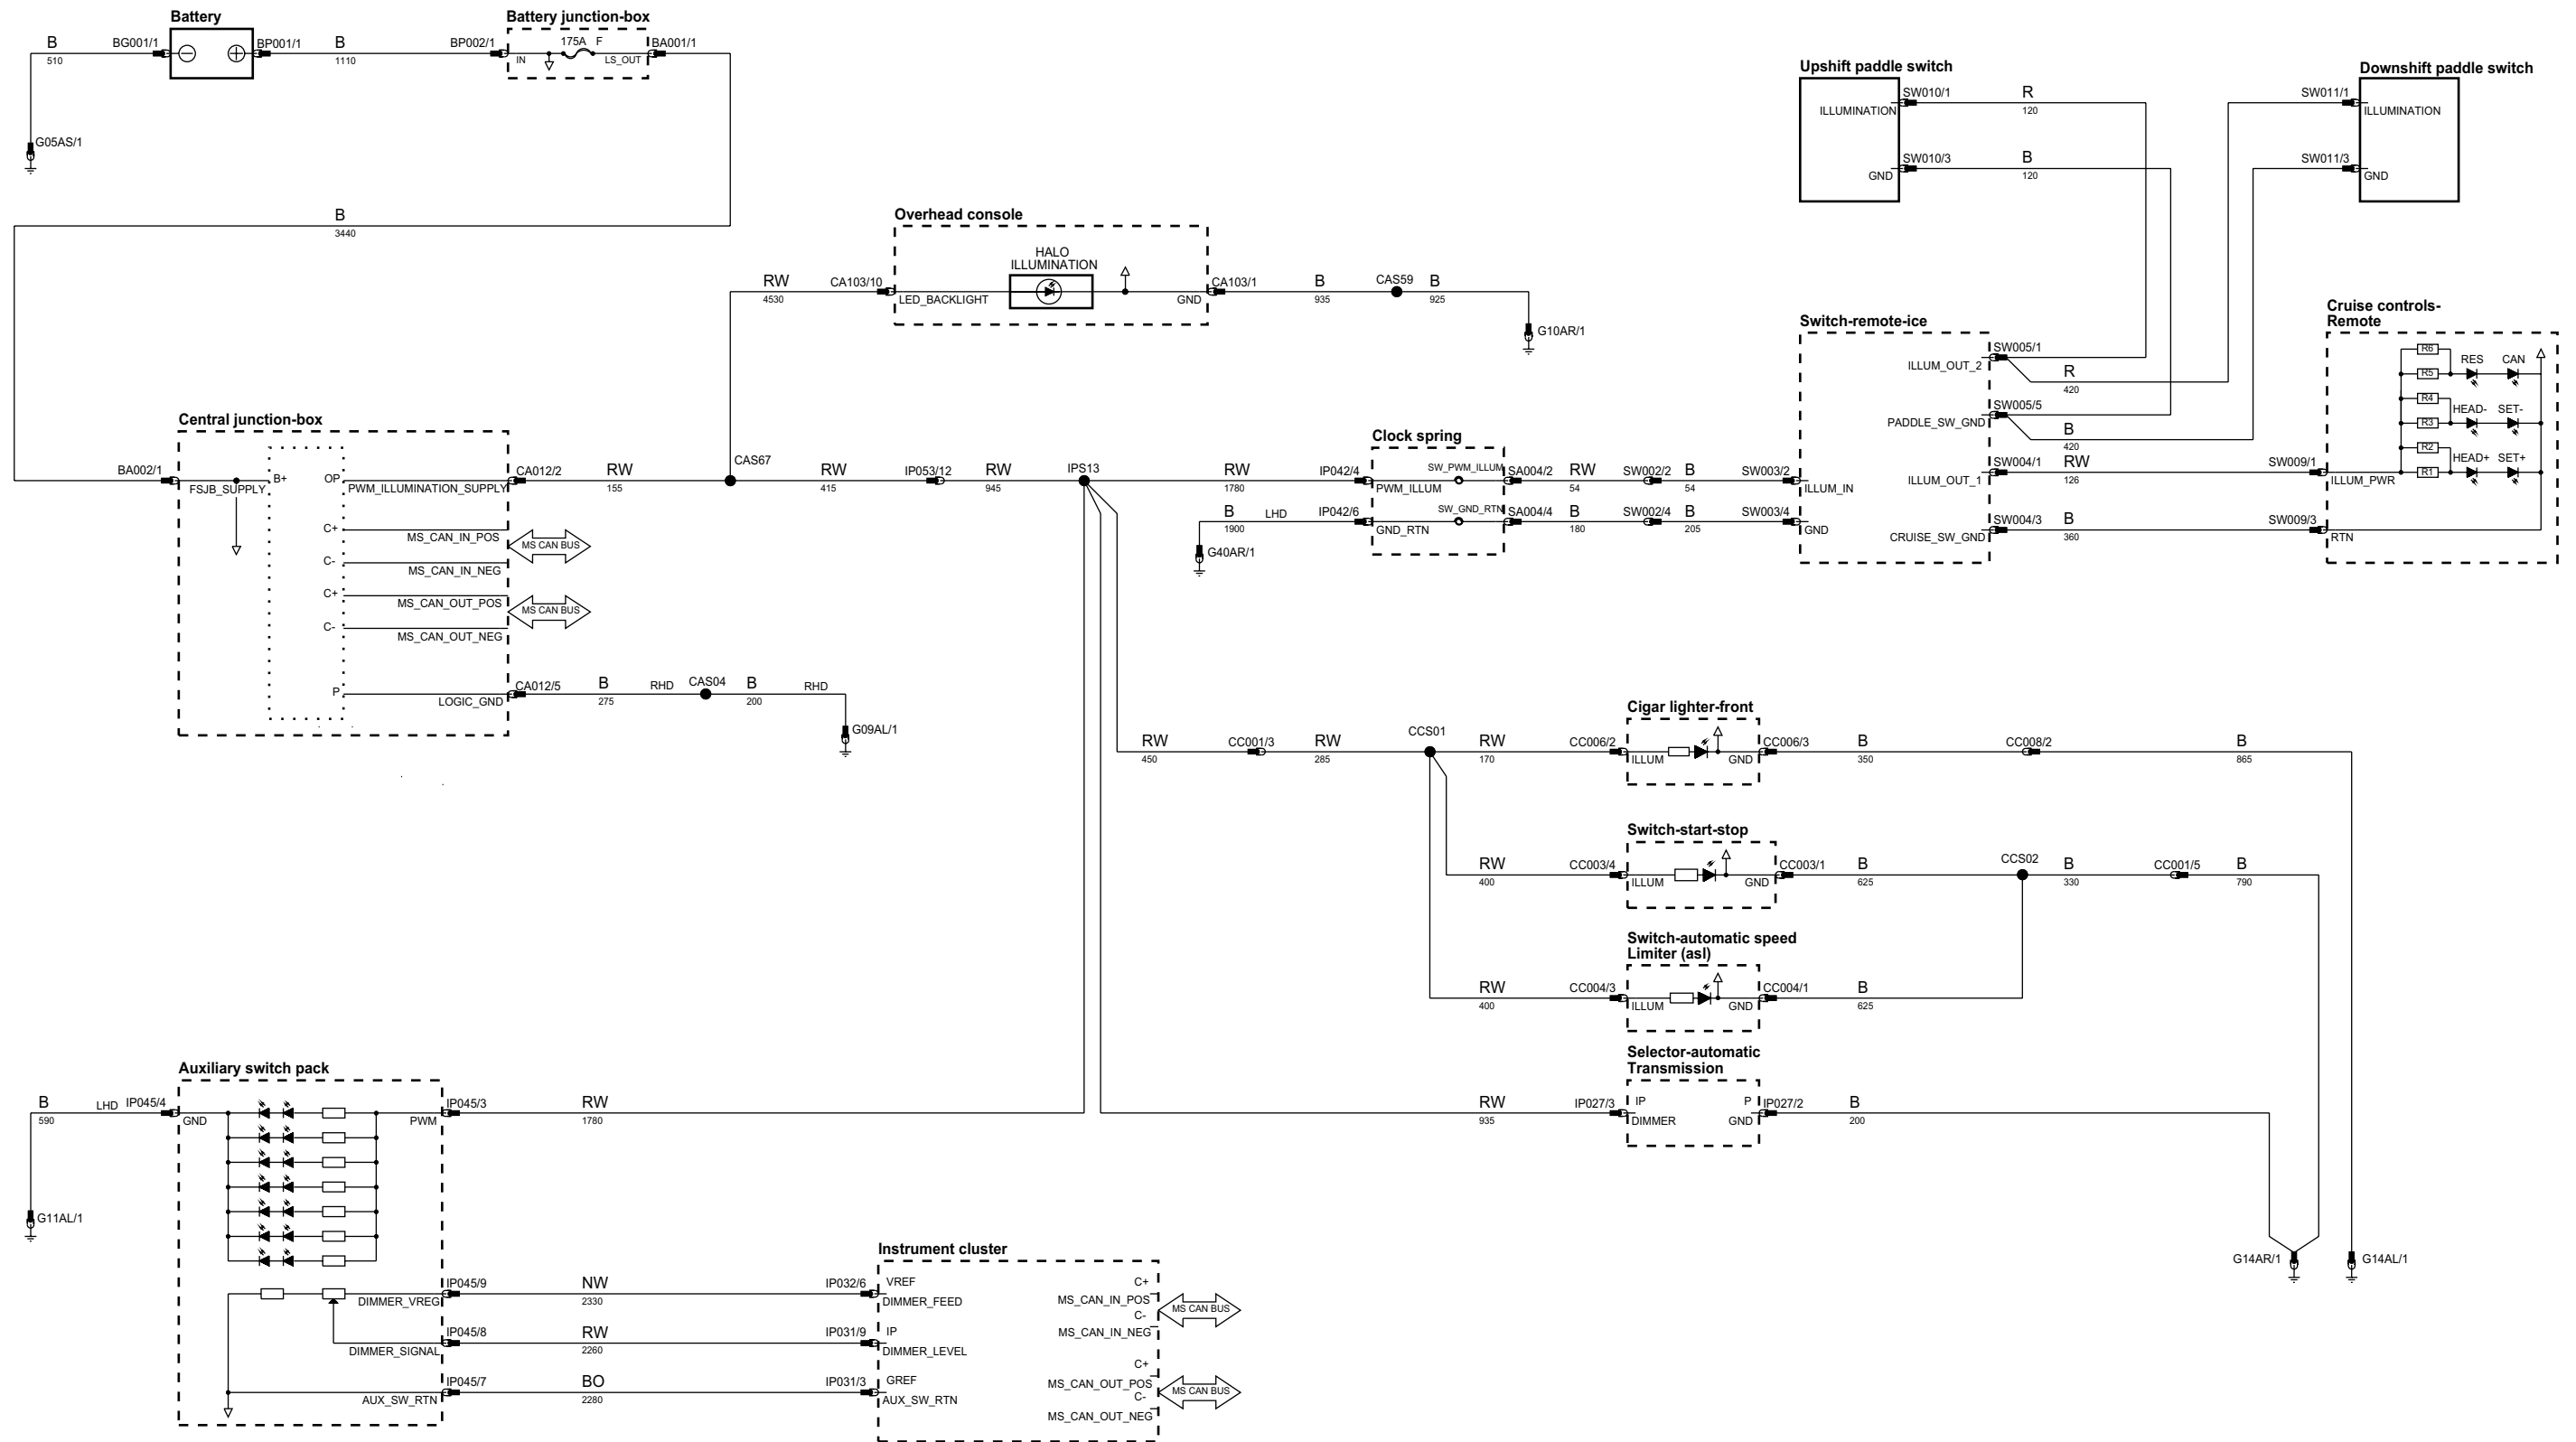 Battery
B
510
BG001/1
BP001/1
B
1110
G05AS/1
Battery junction-box
BP002/1
175A F
IN
LS_OUT
BA001/1
B
3440
Upshift paddle switch
ILLUMINATION
GND
SW010/1
R
120
SW010/3
B
120
Downshift paddle switch
SW011/1
ILLUMINATION
SW011/3
GND
Overhead console
RW
4530
CA103/10
LED_BACKLIGHT
HALO
ILLUMINATION
GND
CA103/1
B
935
CAS59
B
925
G10AR/1
Switch-remote-ice
ILLUM_OUT_2
PADDLE_SW_GND
ILLUM_OUT_1
CRUISE_SW_GND
SW005/1
R
420
SW005/5
B
420
SW004/1
RW
126
SW004/3
B
360
SW003/2
ILLUM_IN
SW003/4
GND
Cruise controls-
Remote
SW009/1
ILLUM_PWR
SW009/3
RTN
R6
R5
RES CAN
R4
R3
HEAD- SET-
R2
R1
HEAD+ SET+
Central junction-box
BA002/1
FSJB_SUPPLY
B+
OP
PWM_ILLUMINATION_SUPPLY
C+
MS_CAN_IN_POS
C-
MS_CAN_IN_NEG
MS CAN BUS
C+
MS_CAN_OUT_POS
C-
MS_CAN_OUT_NEG
MS CAN BUS
P
LOGIC_GND
CA012/2
RW
155
CAS67
RW
415
IP053/12
RW
945
IPS13
RW
1780
IP042/4
CA012/5
B
275
RHD
CAS04
B
200
RHD
G09AL/1
Clock spring
PWM_ILLUM
SW_PWM_ILLUM
SA004/2
RW
54
SW002/2
B
54
B
1900
LHD
IP042/6
GND_RTN
SW_GND_RTN
SA004/4
B
180
SW002/4
B
205
G40AR/1
RW
450
CC001/3
RW
285
CCS01
RW
170
Cigar lighter-front
CC006/2
ILLUM
GND
CC006/3
B
350
CC008/2
B
865
Switch-start-stop
RW
400
CC003/4
ILLUM
GND
CC003/1
B
625
CCS02
B
330
CC001/5
B
790
Switch-automatic speed
Limiter (asl)
RW
400
CC004/3
ILLUM
GND
CC004/1
B
625
Selector-automatic
Transmission
RW
935
IP027/3
IP
DIMMER
P
GND
IP027/2
B
200
G14AR/1
G14AL/1
Auxiliary switch pack
B
590
LHD
IP045/4
GND
PWM
IP045/3
RW
1780
G11AL/1
DIMMER_VREG
IP045/9
NW
2330
IP032/6
DIMMER_SIGNAL
IP045/8
RW
2260
IP031/9
AUX_SW_RTN
IP045/7
BO
2280
IP031/3
Instrument cluster
VREF
DIMMER_FEED
IP
DIMMER_LEVEL
GREF
AUX_SW_RTN
C+
MS_CAN_IN_POS
C-
MS_CAN_IN_NEG
MS CAN BUS
C+
MS_CAN_OUT_POS
C-
MS_CAN_OUT_NEG
MS CAN BUS